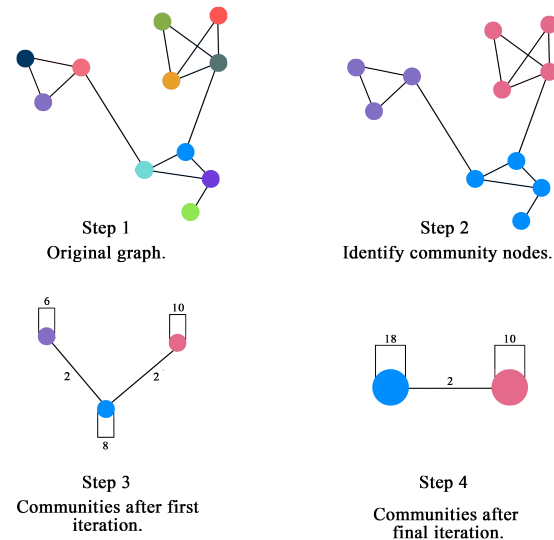 Step 1
Original graph.
Step 2
Identify community nodes.
6
10
2
2
8
Step 3
Communities after first
iteration.
18
10
2
Step 4
Communities after
final iteration.